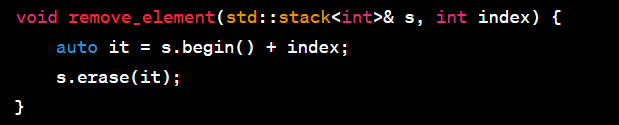 void remove_element(std::stack<int>& s, int index) {
    auto it = s.begin() + index;
    s.erase(it);
}